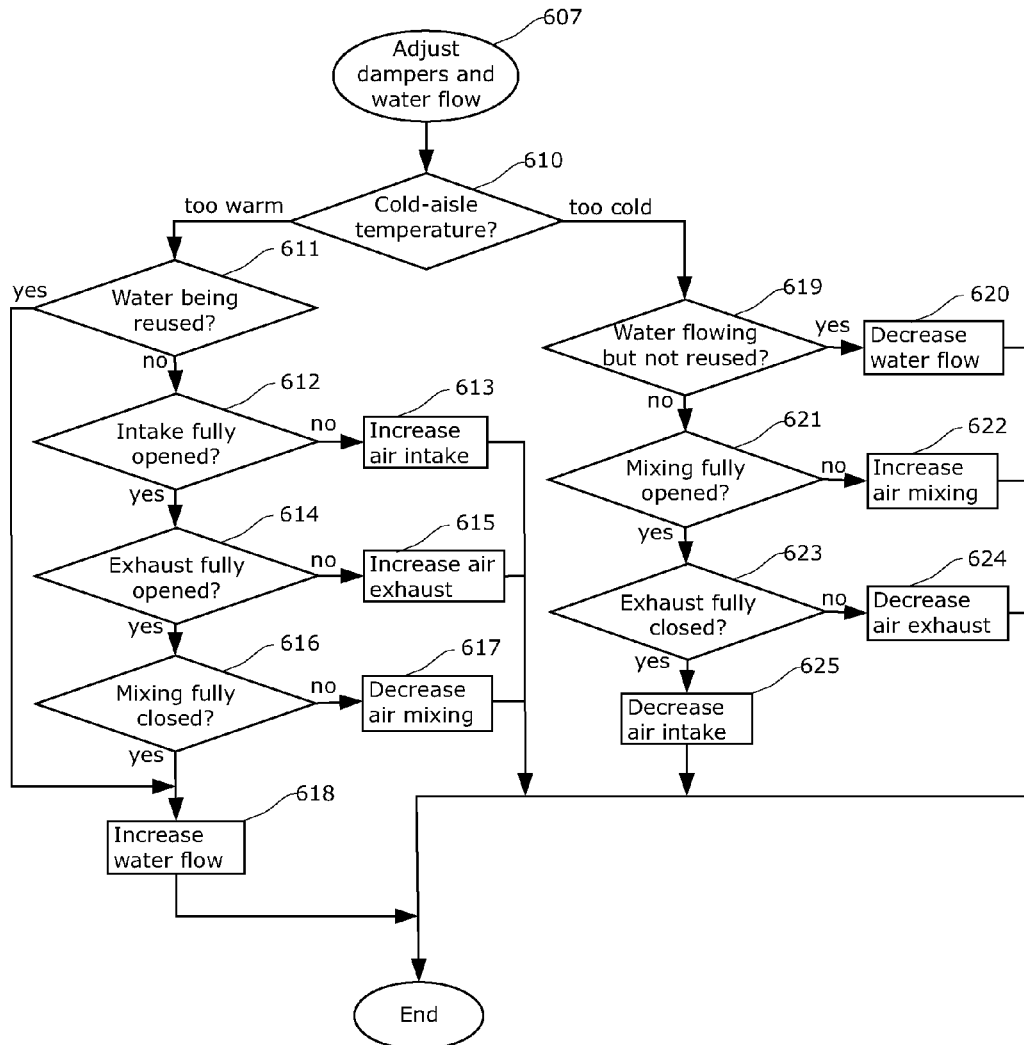 607
Adjust
dampers and
water flow
610
Cold-aisle
temperature?
too warm
too cold
611
Water being
reused?
yes
no
619
Water flowing
but not reused?
yes
no
620
Decrease
water flow
612
Intake fully
opened?
no
yes
613
Increase
air intake
621
Mixing fully
opened?
no
yes
622
Increase
air mixing
614
Exhaust fully
opened?
no
yes
615
Increase air
exhaust
623
Exhaust fully
closed?
no
yes
624
Decrease
air exhaust
616
Mixing fully
closed?
no
yes
617
Decrease
air mixing
625
Decrease
air intake
618
Increase
water flow
End